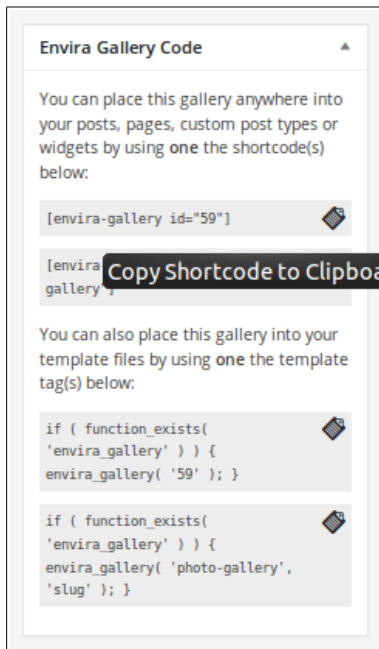 Envira Gallery Code
You can place this gallery anywhere into
your posts, pages, custom post types or
widgets by using one the shortcode(s)
below:
[envira-gallery id="59"]
[envira
Copy Shortcode to Clipboa
gallery"]
You can also place this gallery into your
template files by using one the template
tag(s) below:
if ( function_exists(
'envira_gallery' ) ) {
envira_gallery( '59' ); }
if ( function_exists(
'envira_gallery' ) ) {
envira_gallery( 'photo-gallery',
'slug' ); }